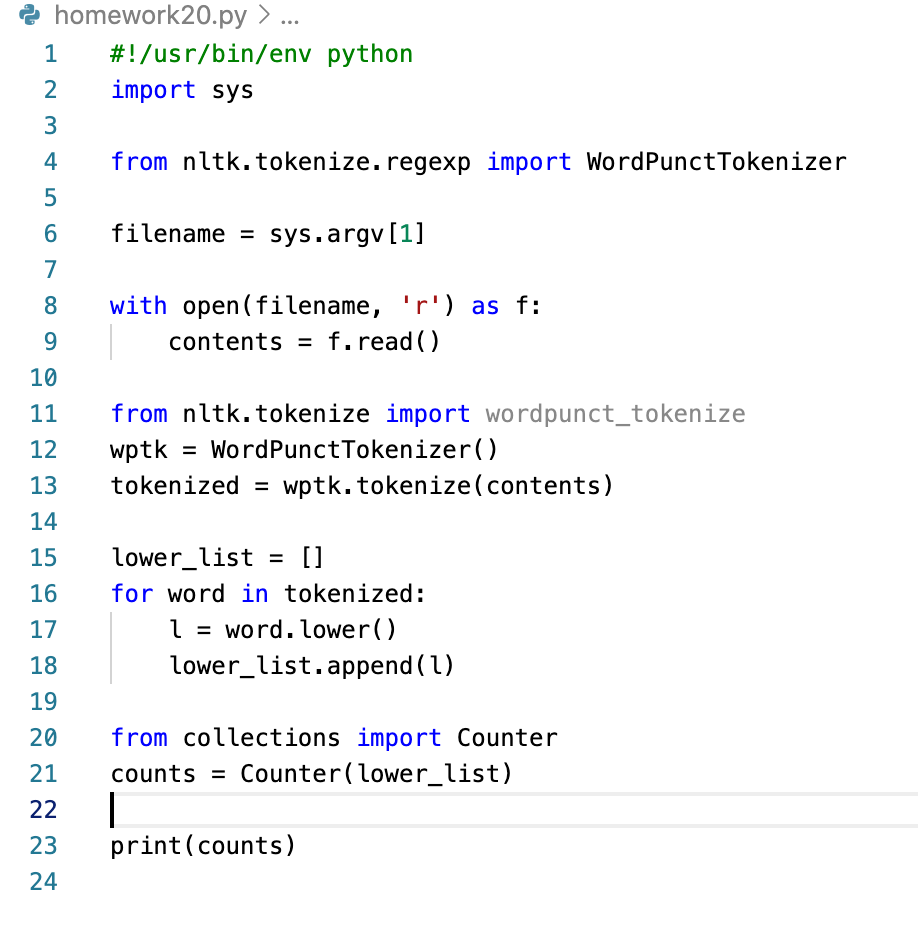 homework20.py > ...
1 #!/usr/bin/env python
2 import sys
3
4 from nltk.tokenize.regexp import WordPunctTokenizer
5
6 filename = sys.argv[1]
7
8 with open(filename, 'r') as f:
9     contents = f.read()
10
11 from nltk.tokenize import wordpunct_tokenize
12 wptk = WordPunctTokenizer()
13 tokenized = wptk.tokenize(contents)
14
15 lower_list = []
16 for word in tokenized:
17     l = word.lower()
18     lower_list.append(l)
19
20 from collections import Counter
21 counts = Counter(lower_list)
22
23 print(counts)
24